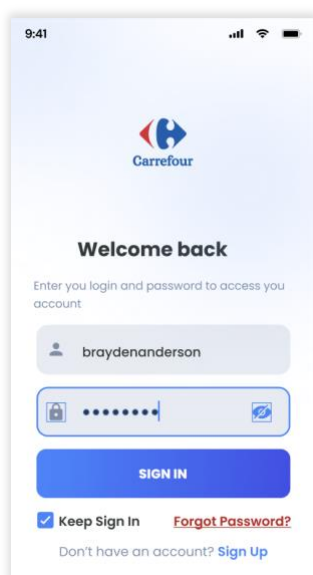 9:41
Carrefour
Welcome back
Enter you login and password to access you
account
braydenanderson
SIGN IN
Keep Sign In Forgot Password?
Don't have an account? Sign Up